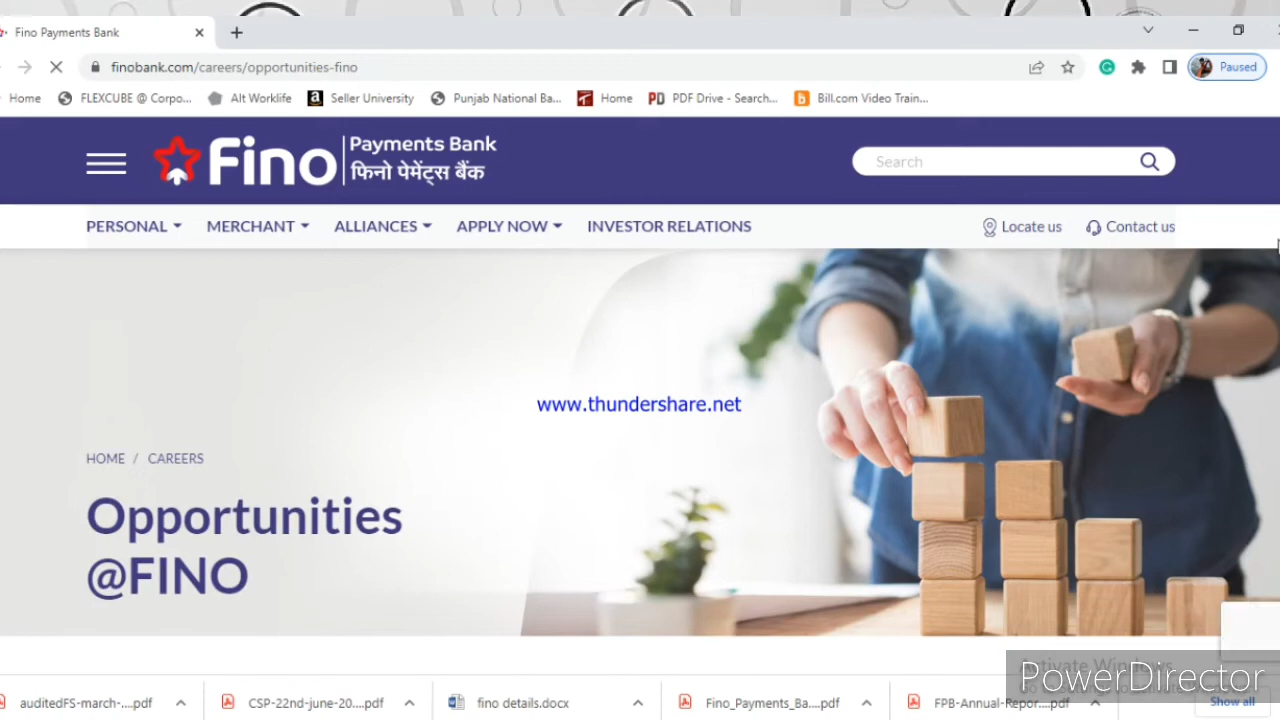 Fino Payments Bank
finobank.com/careers/opportunities-fino
Paused
Home
FLEXCUBE @ Corpo...
Alt Worklife
Seller University
Punjab National Ba...
Home
PDF Drive - Search...
Bill.com Video Train...
Fino
Payments Bank
फिनो पेमेंट्स बैंक
Search
PERSONAL MERCHANT ALLIANCES APPLY NOW INVESTOR RELATIONS
Locate us Contact us
www.thundershare.net
HOME / CAREERS
Opportunities
@FINO
Activate Windows
PowerDirector
auditedFS-march-....pdf
CSP-22nd-june-20....pdf
fino details.docx
Fino_Payments_Ba....pdf
FPB-Annual-Repor....pdf
Show all